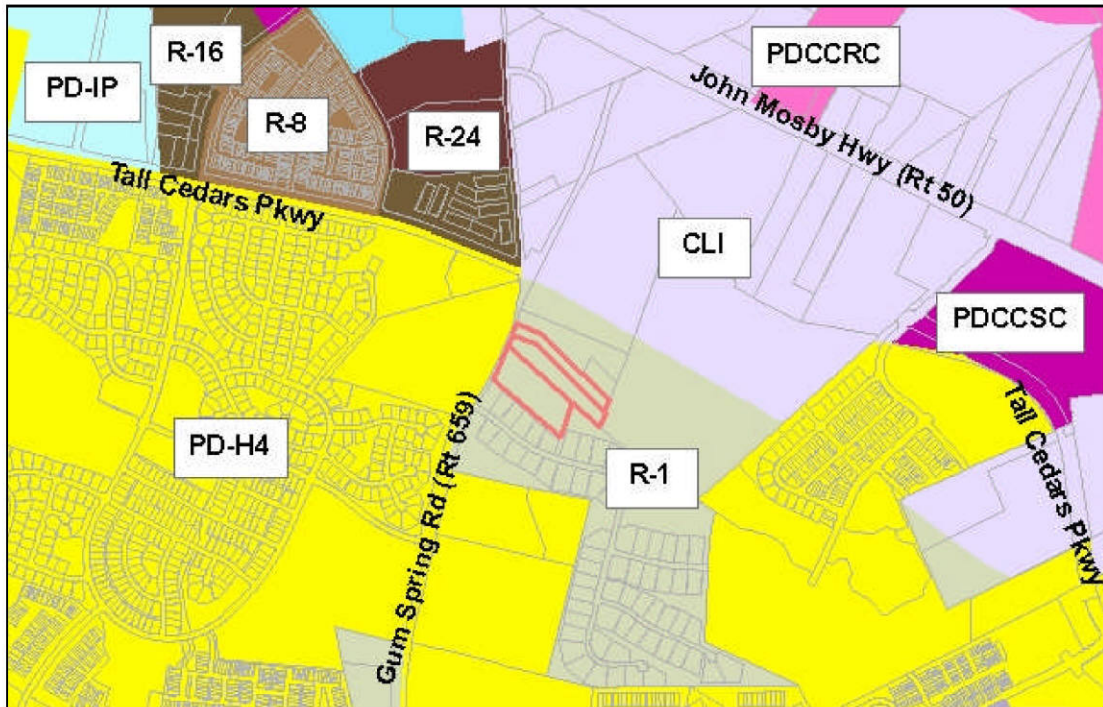 PDCCRC
R-16
PD-IP
R-8
R-24
John Mosby Hwy (Rt 50)
Tall Cedars Pkwy
CLI
PDCCSC
PD-H4
R-1
Gum Spring Rd (Rt 659)
Tall Cedars Pkwy